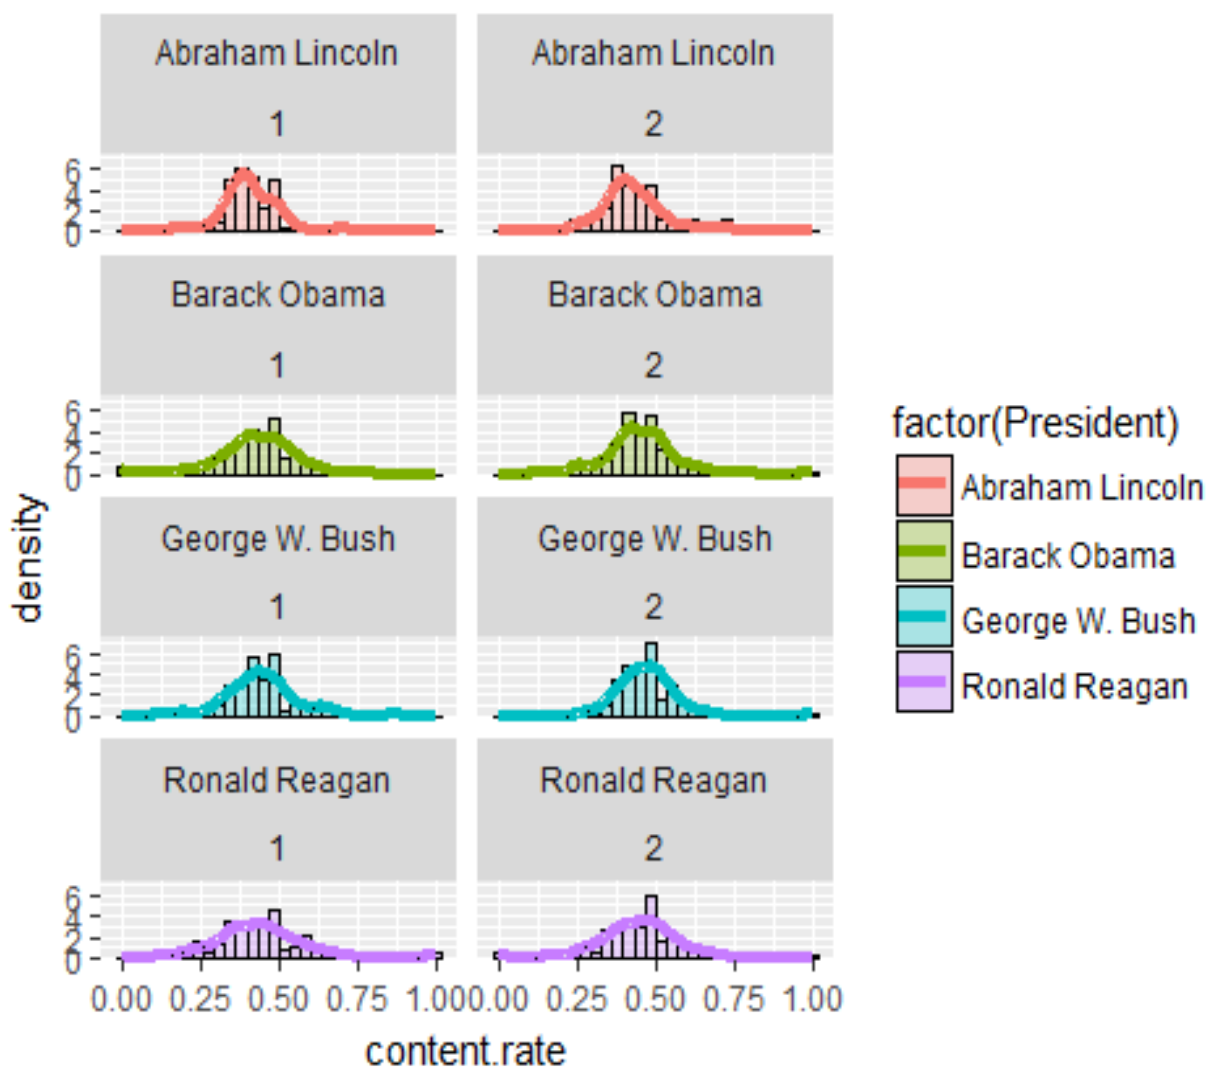 Abraham Lincoln Abraham Lincoln
1 2
6
4
2
0
Barack Obama Barack Obama
1 2
6
4
2
0
George W. Bush George W. Bush
1 2
6
4
2
0
Ronald Reagan Ronald Reagan
1 2
6
4
2
0
0.00 0.25 0.50 0.75 1.00 0.00 0.25 0.50 0.75 1.00
content.rate
density
factor(President)
Abraham Lincoln
Barack Obama
George W. Bush
Ronald Reagan